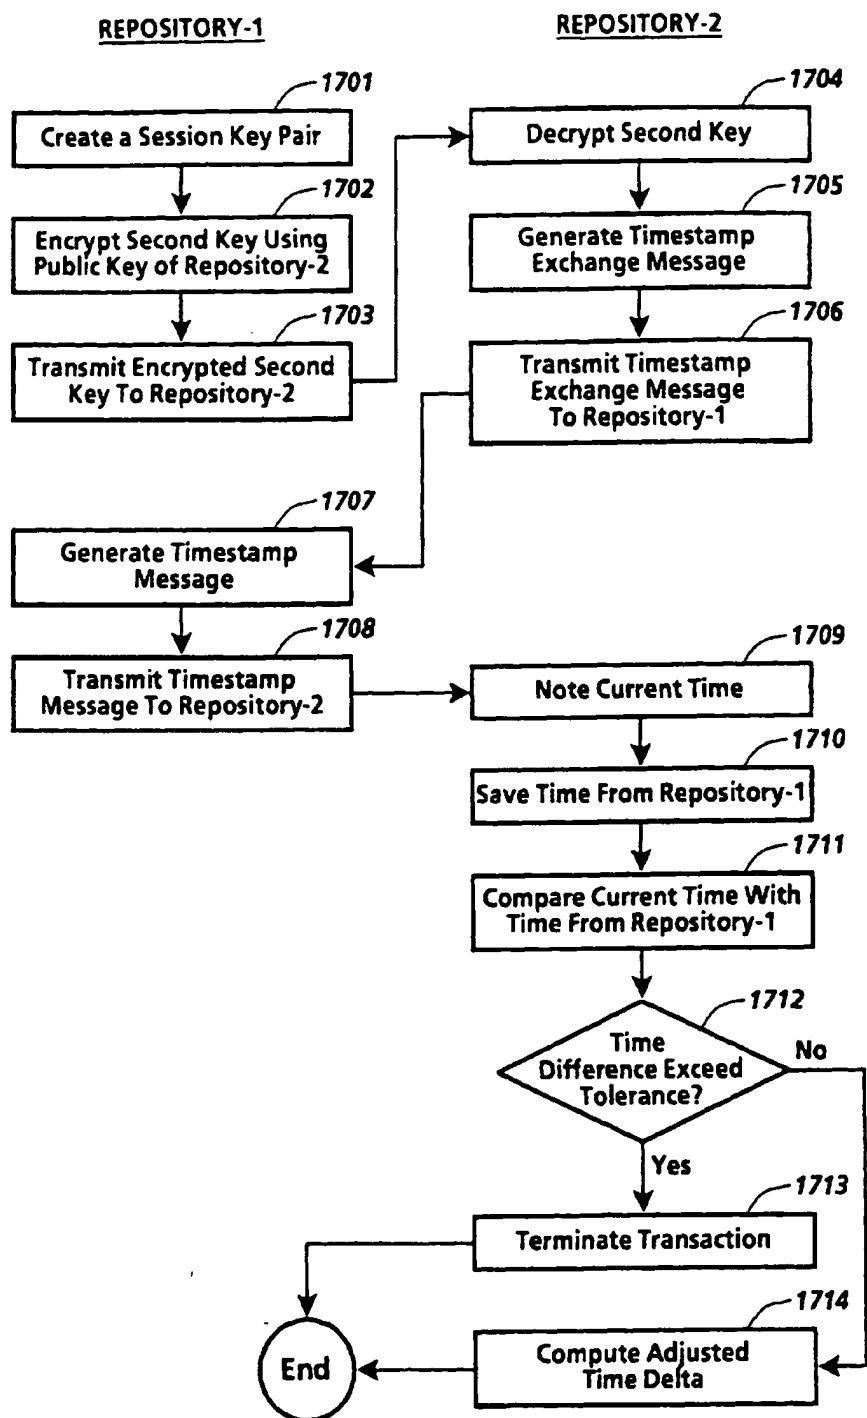 REPOSITORY-1
REPOSITORY-2
1701
Create a Session Key Pair
1702
Encrypt Second Key Using
Public Key of Repository-2
1703
Transmit Encrypted Second
Key To Repository-2
1704
Decrypt Second Key
1705
Generate Timestamp
Exchange Message
1706
Transmit Timestamp
Exchange Message
To Repository-1
1707
Generate Timestamp
Message
1708
Transmit Timestamp
Message To Repository-2
1709
Note Current Time
1710
Save Time From Repository-1
1711
Compare Current Time With
Time From Repository-1
1712
Time
Difference Exceed
Tolerance?
No
Yes
1713
Terminate Transaction
1714
Compute Adjusted
Time Delta
End